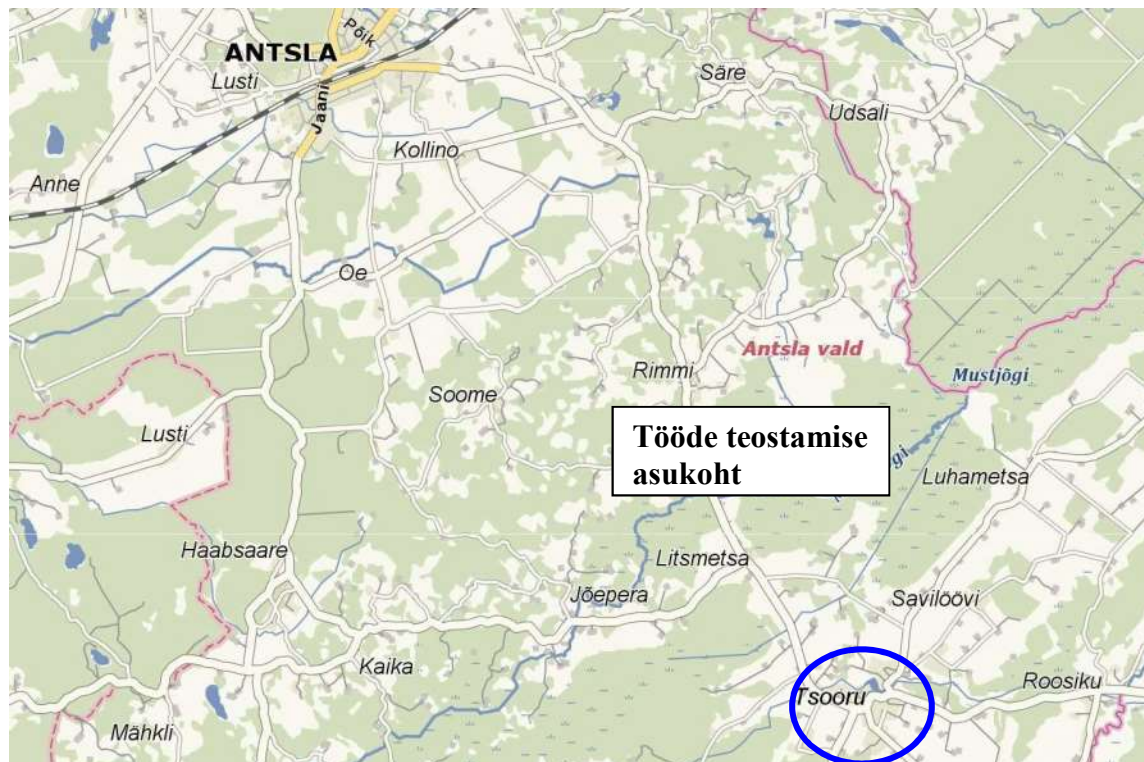 Põik
ANTSLA
Lusti
Jaani
Säre
Udsali
Kollino
Anne
Oe
Antsla vald
Rimmi
Mustjõgi
Soome
Lusti
Tööde teostamise
asukoht
gi
Luhametsa
Haabsaare
Litsmetsa
Jõepera
Savilöövi
Kaika
Roosiku
Tsooru
Mähkli